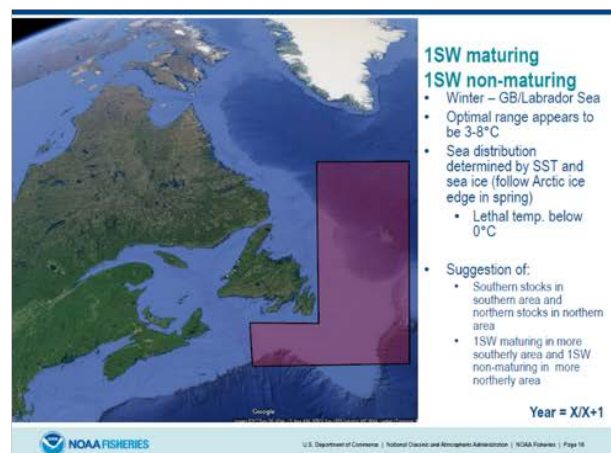 1SW maturing
1SW non-maturing
• Winter – GB/Labrador Sea
• Optimal range appears to
be 3-8°C
• Sea distribution
determined by SST and
sea ice (follow Arctic ice
edge in spring)
• Lethal temp. below
0°C
• Suggestion of:
• Southern stocks in
southern area and
northern stocks in northern
area
• 1SW maturing in more
southerly area and 1SW
non-maturing in more
northerly area
Year = X/X+1
Google
NOAA FISHERIES
U.S. Department of Commerce | National Oceanic and Atmospheric Administration | NOAA Fisheries | Page 16